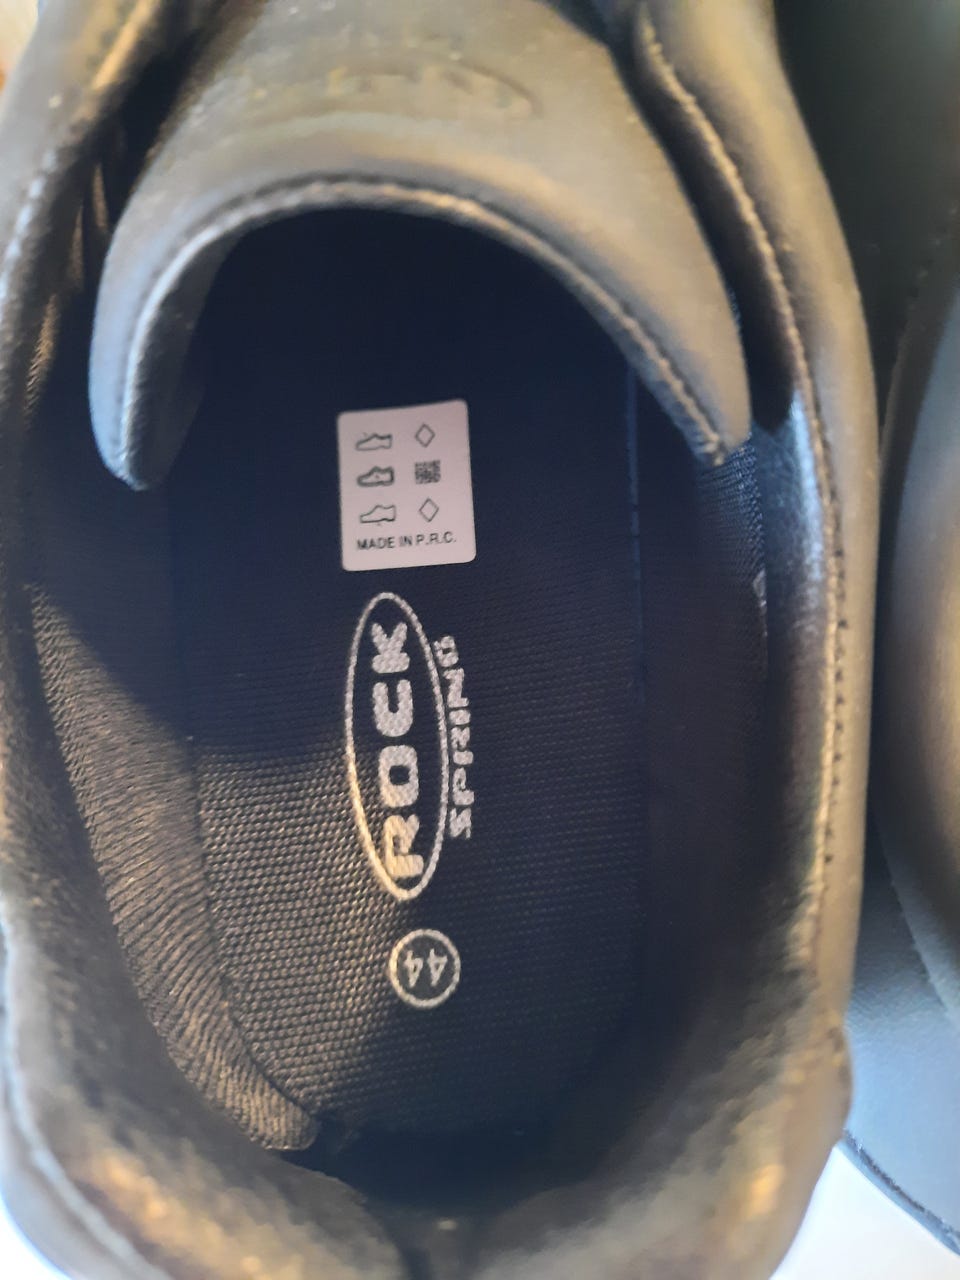 MADE IN P.R.C.
ROCK
SPRING
44